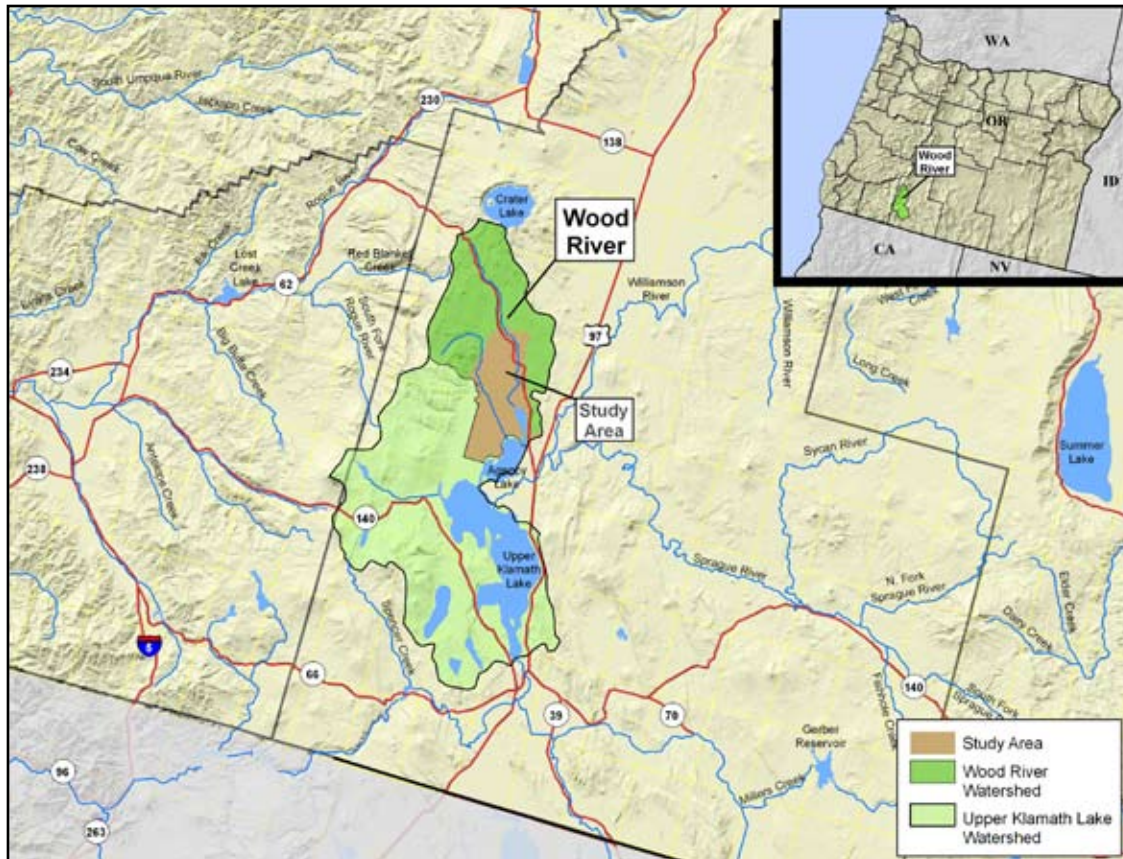 South Umpqua River
Jackson Creek
Cow Creek
230
138
Crater
Lake
Rogue River
Elk Creek
Lost
Creek
Lake
Red Blanket
Creek
62
Evans Creek
South Fork
Rogue River
Big Butte Creek
234
238
Antelope Creek
Wood
River
Study
Area
Williamson
River
97
Williamson River
Creek
Long Creek
Sycan River
Summer
Lake
Agency
Lake
140
Upper
Klamath
Lake
Sprague River
N. Fork
Sprague River
Elder Creek
Dairy Creek
Spencer Creek
5
66
39
70
140
South Fork
Sprague
Fishhole Creek
Gerber
Reservoir
Millers Creek
96
263
WA
OR
Wood
River
ID
CA
NV
Study Area
Wood River
Watershed
Upper Klamath Lake
Watershed